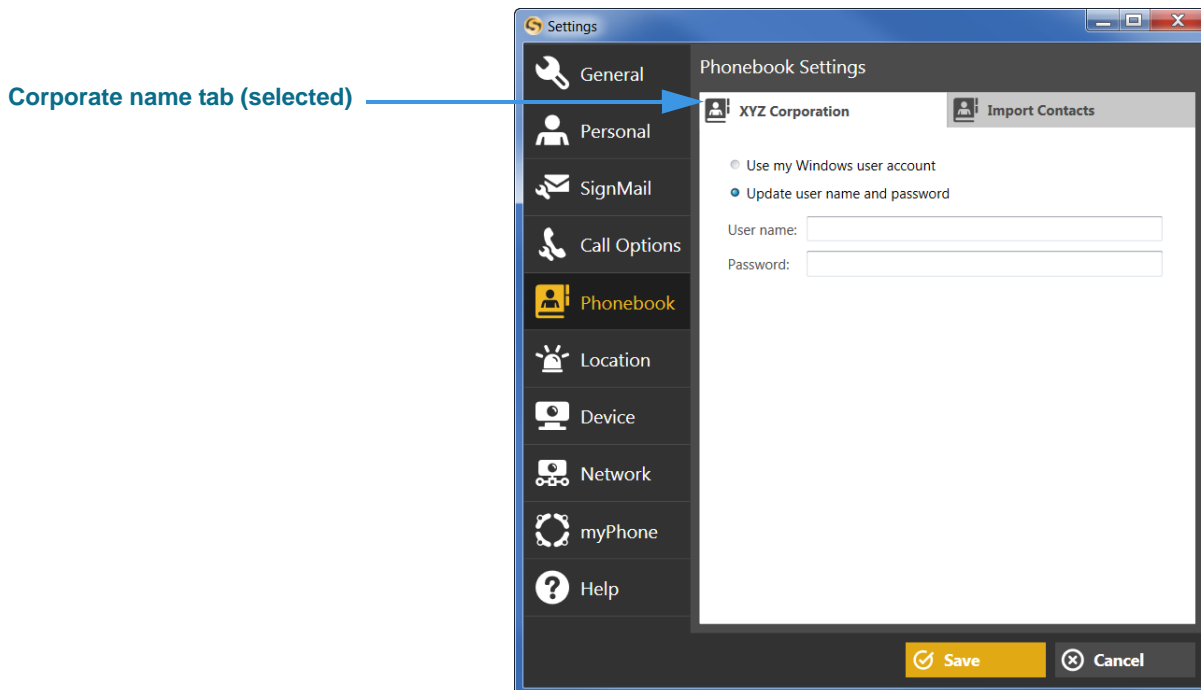 Settings
Corporate name tab (selected)
General
Personal
SignMail
Call Options
Phonebook
Location
Device
Network
myPhone
Help
Phonebook Settings
XYZ Corporation
Import Contacts
Use my Windows user account
Update user name and password
User name:
Password:
Save
Cancel